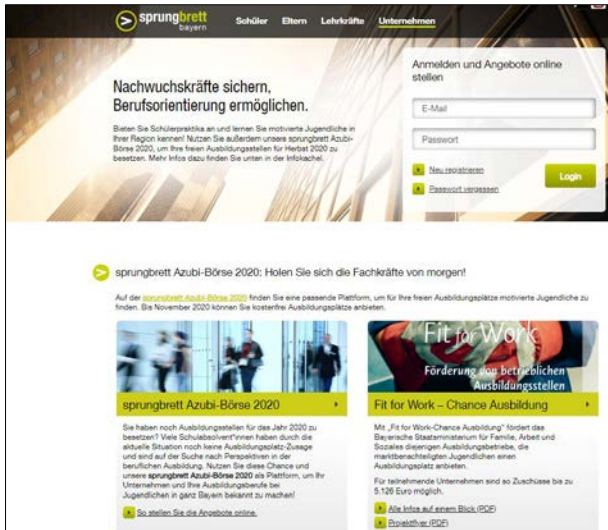 sprungbrett
bayern
Schüler Eltern Lehrkräfte Unternehmen
Nachwuchskräfte sichern,
Berufsorientierung ermöglichen.
Bieten Sie Schülerpraktika an und lernen Sie motivierte Jugendliche in
Ihrer Region kennen! Nutzen Sie außerdem unsere sprungbrett Azubi-
Börse 2020, um Ihre freien Ausbildungsstellen für Herbst 2020 zu
besetzen. Mehr Infos dazu finden Sie unten in der Infokachel.
Anmelden und Angebote online
stellen
E-Mail
Passwort
Neu registrieren
Passwort vergessen
Login
sprungbrett Azubi-Börse 2020: Holen Sie sich die Fachkräfte von morgen!
Auf der sprungbrett Azubi-Börse 2020 finden Sie eine passende Plattform, um für Ihre freien Ausbildungsplätze motivierte Jugendliche zu
finden. Bis November 2020 können Sie kostenfrei Ausbildungsplätze anbieten.
sprungbrett Azubi-Börse 2020
Sie haben noch Ausbildungsstellen für das Jahr 2020 zu
besetzen? Viele Schulabsolvent*innen haben durch die
aktuelle Situation noch keine Ausbildungsplatz-Zusage
und sind auf der Suche nach Perspektiven in der
beruflichen Ausbildung. Nutzen Sie diese Chance und
unsere sprungbrett Azubi-Börse 2020 als Plattform, um Ihr
Unternehmen und Ihre Ausbildungsberufe bei
Jugendlichen in ganz Bayern bekannt zu machen!
So stellen Sie die Angebote online.
Fit for Work
Förderung von betrieblichen
Ausbildungsstellen
Fit for Work – Chance Ausbildung
Mit „Fit for Work-Chance Ausbildung" fördert das
Bayerische Staatsministerium für Familie, Arbeit und
Soziales diejenigen Ausbildungsbetriebe, die
marktbenachteiligten Jugendlichen einen
Ausbildungsplatz anbieten.
Für teilnehmende Unternehmen sind so Zuschüsse bis zu
5.126 Euro möglich.
Alle Infos auf einem Blick (PDF)
Projektflyer (PDF)